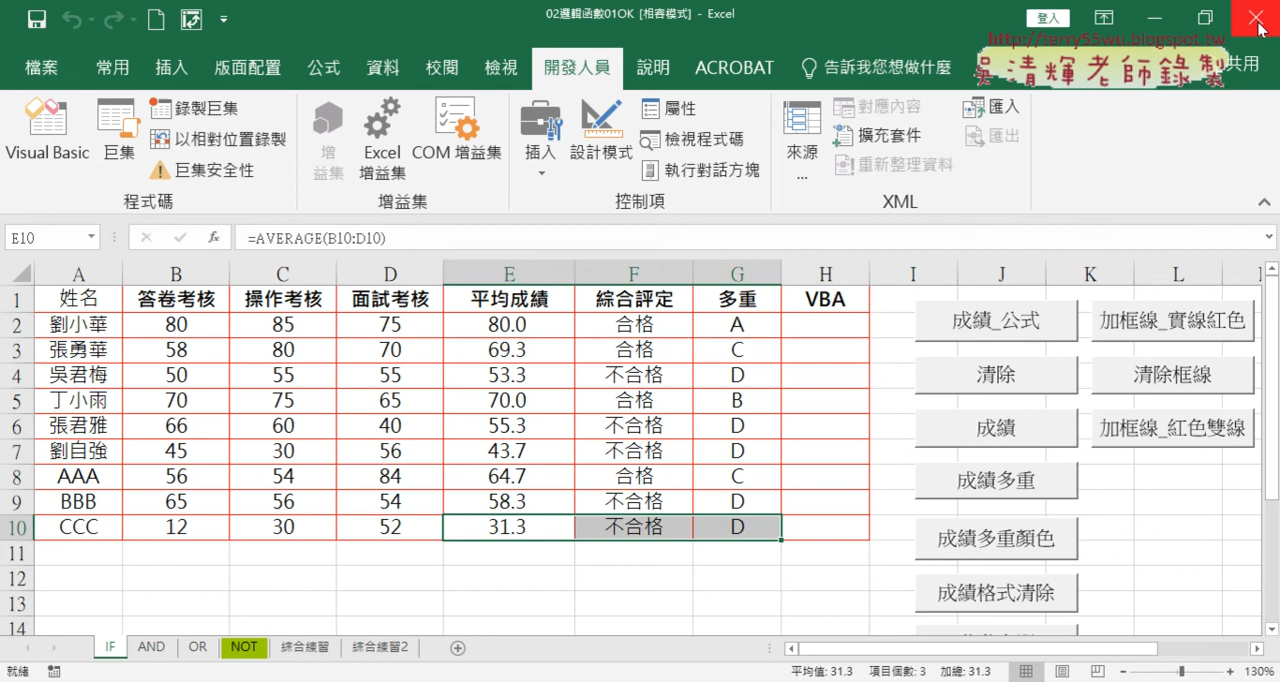 02邏輯函數01OK [相容模式] - Excel
登入
http://terry55wu.blogspot.tw
吳清輝老師錄製
檔案 常用 插入 版面配置 公式 資料 校閱 檢視 開發人員 說明 ACROBAT 告訴我您想做什麼 共用
Visual Basic 巨集 錄製巨集 以相對位置錄製 巨集安全性
程式碼
增益集 Excel 增益集 COM 增益集
增益集
插入 設計模式 屬性 檢視程式碼 執行對話方塊
控制項
來源... 對應內容 擴充套件 重新整理資料 匯入 匯出
XML
E10 fx =AVERAGE(B10:D10)
A B C D E F G H I J K L
1 姓名 答卷考核 操作考核 面試考核 平均成績 綜合評定 多重 VBA
2 劉小華 80 85 75 80.0 合格 A
3 張勇華 58 80 70 69.3 合格 C
4 吳君梅 50 55 55 53.3 不合格 D
5 丁小雨 70 75 65 70.0 合格 B
6 張君雅 66 60 40 55.3 不合格 D
7 劉自強 45 30 56 43.7 不合格 D
8 AAA 56 54 84 64.7 合格 C
9 BBB 65 56 54 58.3 不合格 D
10 CCC 12 30 52 31.3 不合格 D
11
12
13
14
成績_公式 加框線_實線紅色
清除 清除框線
成績 加框線_紅色雙線
成績多重
成績多重顏色
成績格式清除
IF AND OR NOT 綜合練習 綜合練習2
就緒 平均值: 31.3 項目個數: 3 加總: 31.3 130%